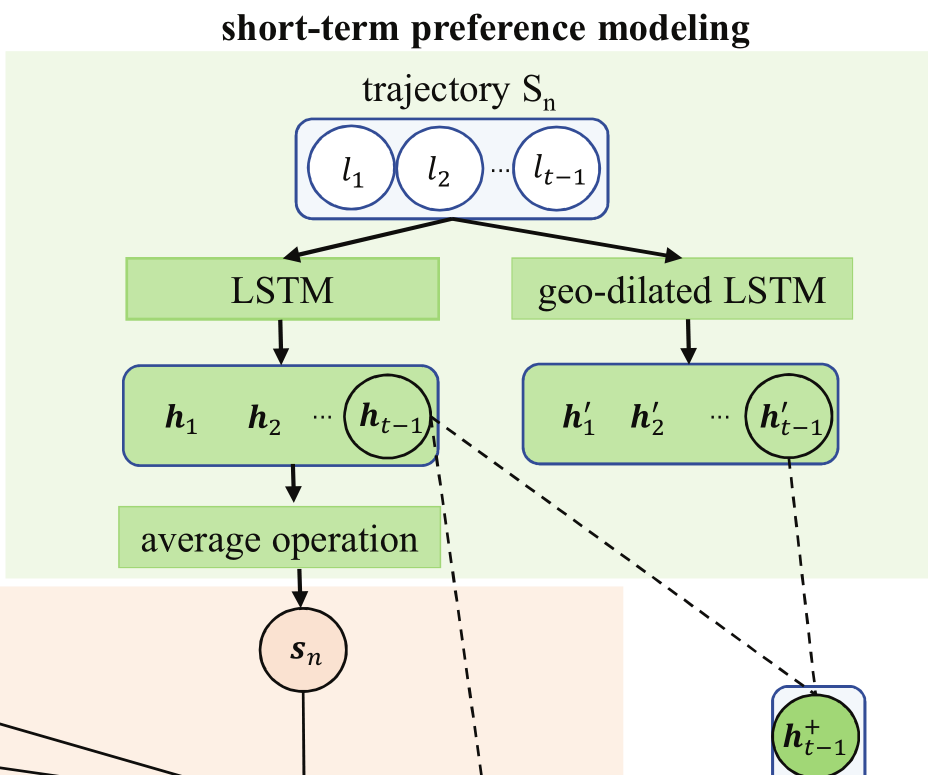 short-term preference modeling
trajectory Sₙ
l₁ l₂ ... lₜ₋₁
LSTM
geo-dilated LSTM
h₁ h₂ ... hₜ₋₁
h′₁ h′₂ ... h′ₜ₋₁
average operation
sₙ
h⁺ₜ₋₁